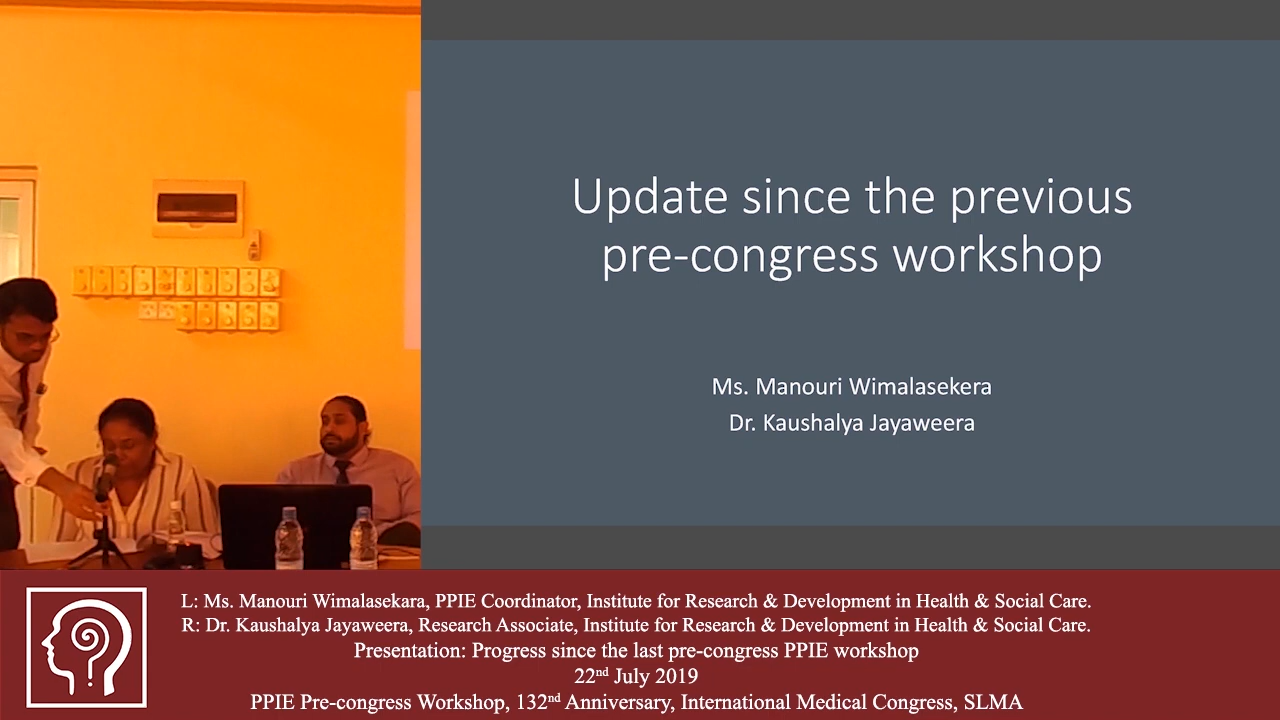 Update since the previous
pre-congress workshop
Ms. Manouri Wimalasekera
Dr. Kaushalya Jayaweera
L: Ms. Manouri Wimalasekara, PPIE Coordinator, Institute for Research & Development in Health & Social Care.
R: Dr. Kaushalya Jayaweera, Research Associate, Institute for Research & Development in Health & Social Care.
Presentation: Progress since the last pre-congress PPIE workshop
22nd July 2019
PPIE Pre-congress Workshop, 132nd Anniversary, International Medical Congress, SLMA